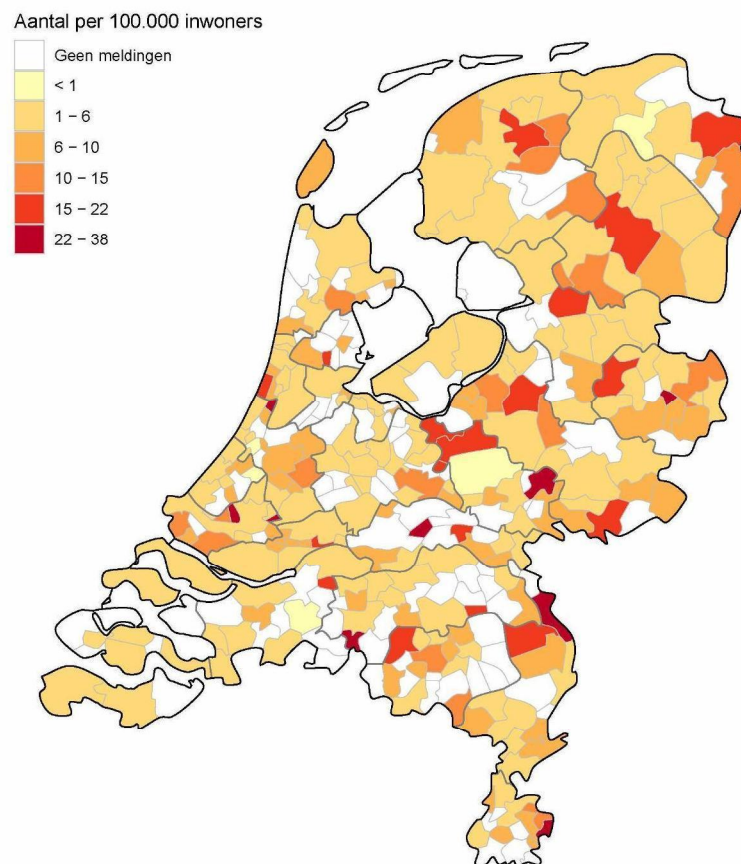 Aantal per 100.000 inwoners
Geen meldingen
< 1
1 – 6
6 – 10
10 – 15
15 – 22
22 – 38